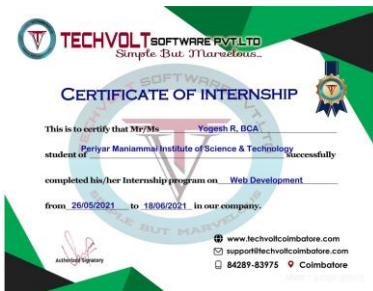 TECHVOLT SOFTWARE PVT.LTD
Simple But Marvelous..
CERTIFICATE OF INTERNSHIP
This is to certify that Mr/Ms Yogesh R, BCA
student of Periyar Maniammai Institute of Science & Technology successfully
completed his/her Internship program on Web Development
from 26/05/2021 to 18/06/2021 in our company.
www.techvoltcoimbatore.com
support@techvoltcoimbatore.com
84289-83975 Coimbatore
Authorized Signatory